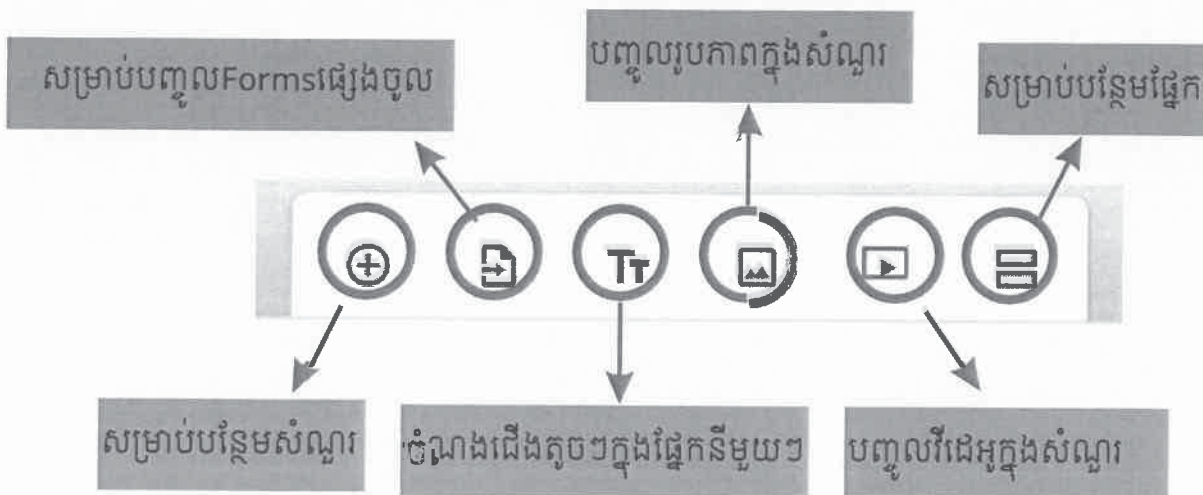 បញ្ចូលរូបភាពក្នុងសំណួរ
សម្រាប់បញ្ចូលFormsផ្សេងចូល
សម្រាប់បន្ថែមផ្នែក
Tт
សម្រាប់បន្ថែមសំណួរ
ចំណងជើងតូចៗក្នុងផ្នែកនីមួយៗ
បញ្ចូលវីដេអូក្នុងសំណួរ